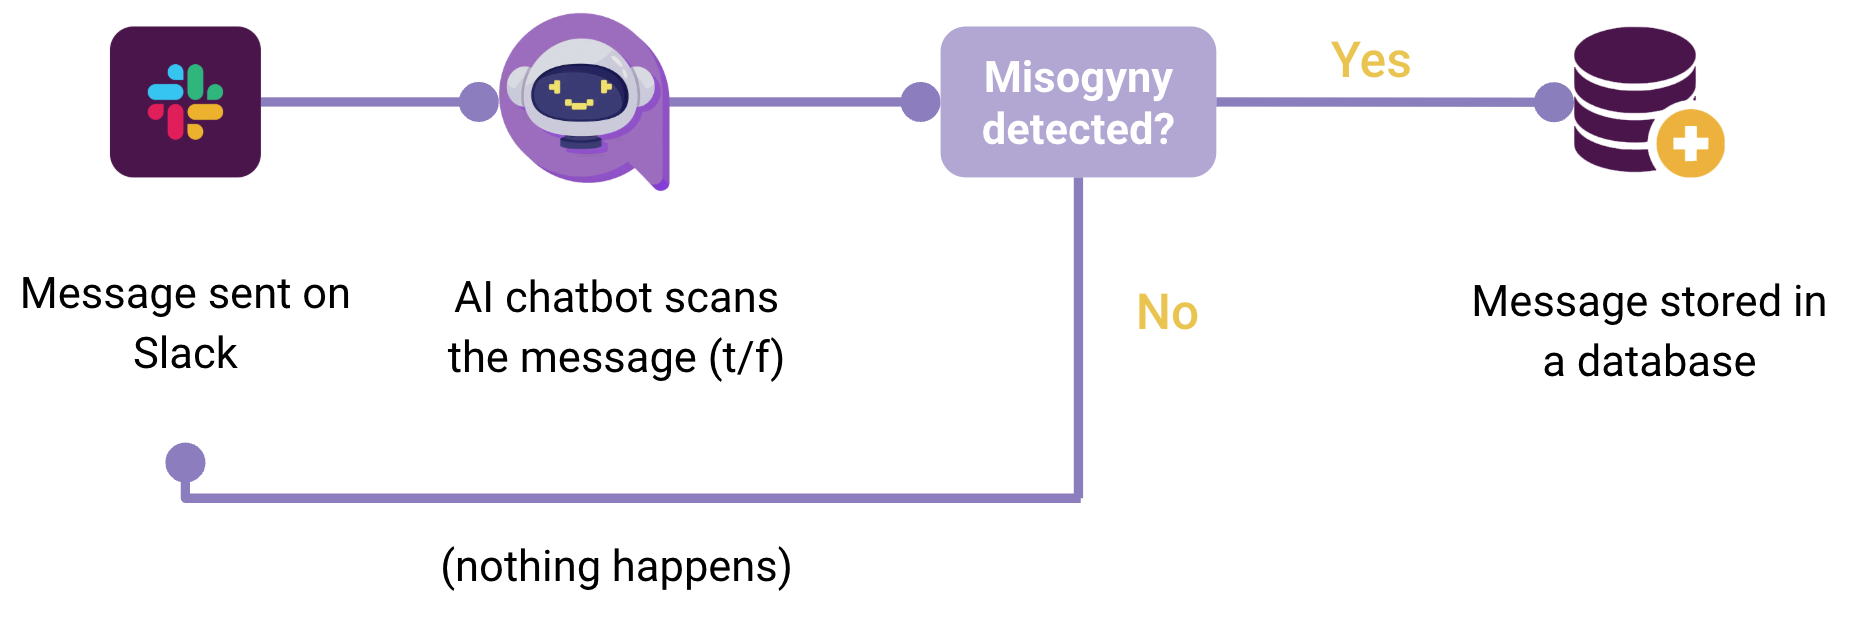 Misogyny
detected?
Yes
Message sent on
Slack
AI chatbot scans
the message (t/f)
No
Message stored in
a database
(nothing happens)